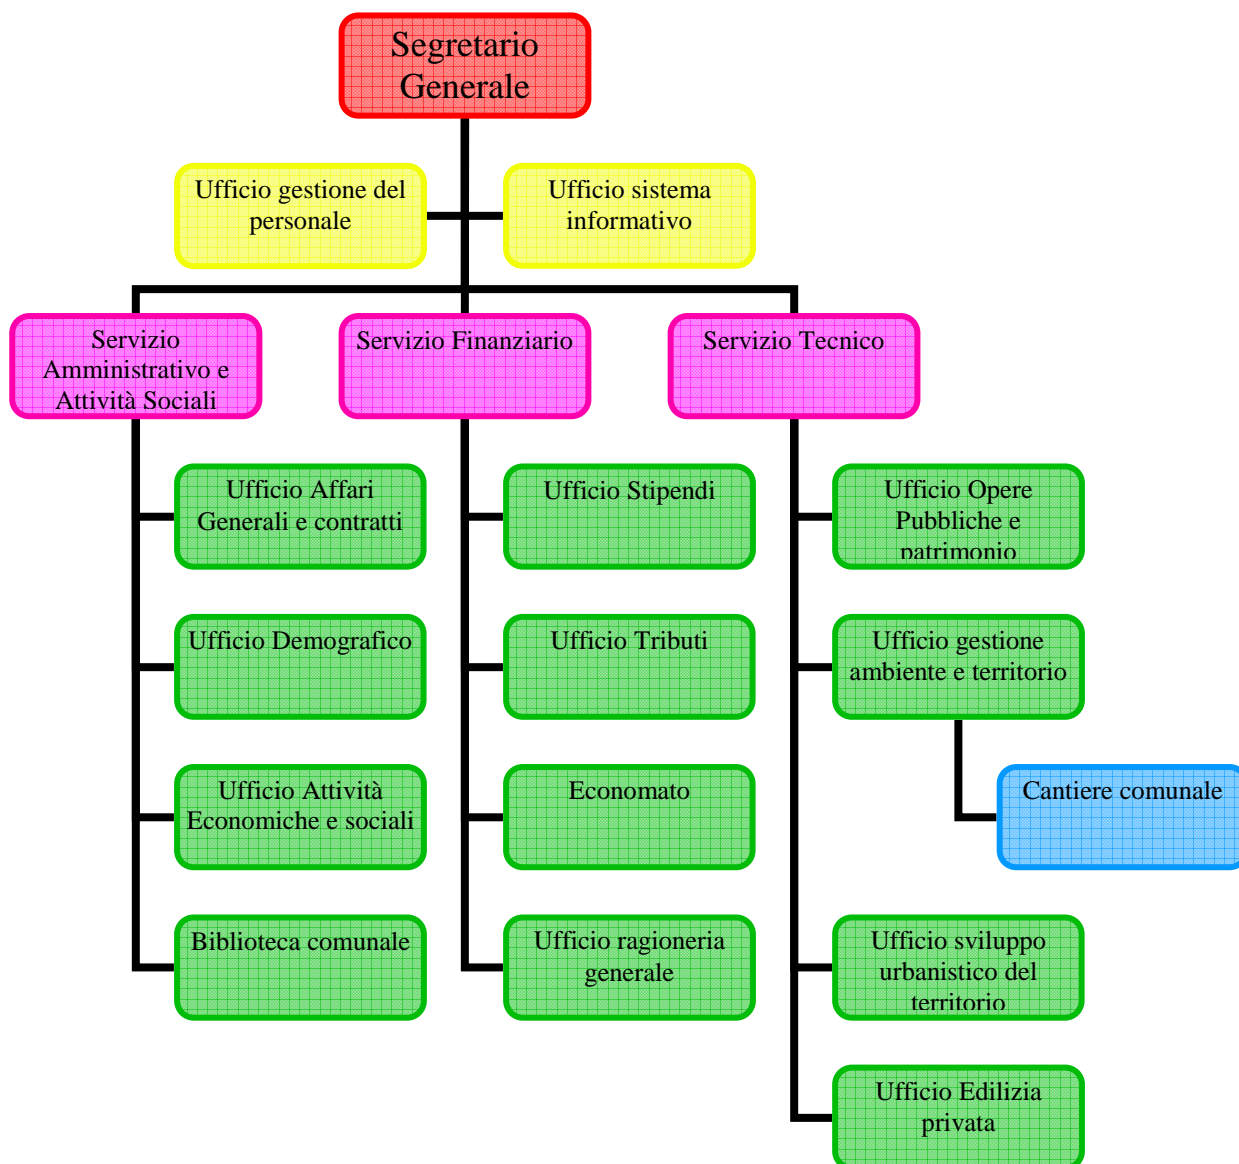 Segretario
Generale
Ufficio gestione del
personale
Ufficio sistema
informativo
Servizio
Amministrativo e
Attività Sociali
Servizio Finanziario
Servizio Tecnico
Ufficio Affari
Generali e contratti
Ufficio Stipendi
Ufficio Opere
Pubbliche e
patrimonio
Ufficio Demografico
Ufficio Tributi
Ufficio gestione
ambiente e territorio
Ufficio Attività
Economiche e sociali
Economato
Cantiere comunale
Biblioteca comunale
Ufficio ragioneria
generale
Ufficio sviluppo
urbanistico del
territorio
Ufficio Edilizia
privata